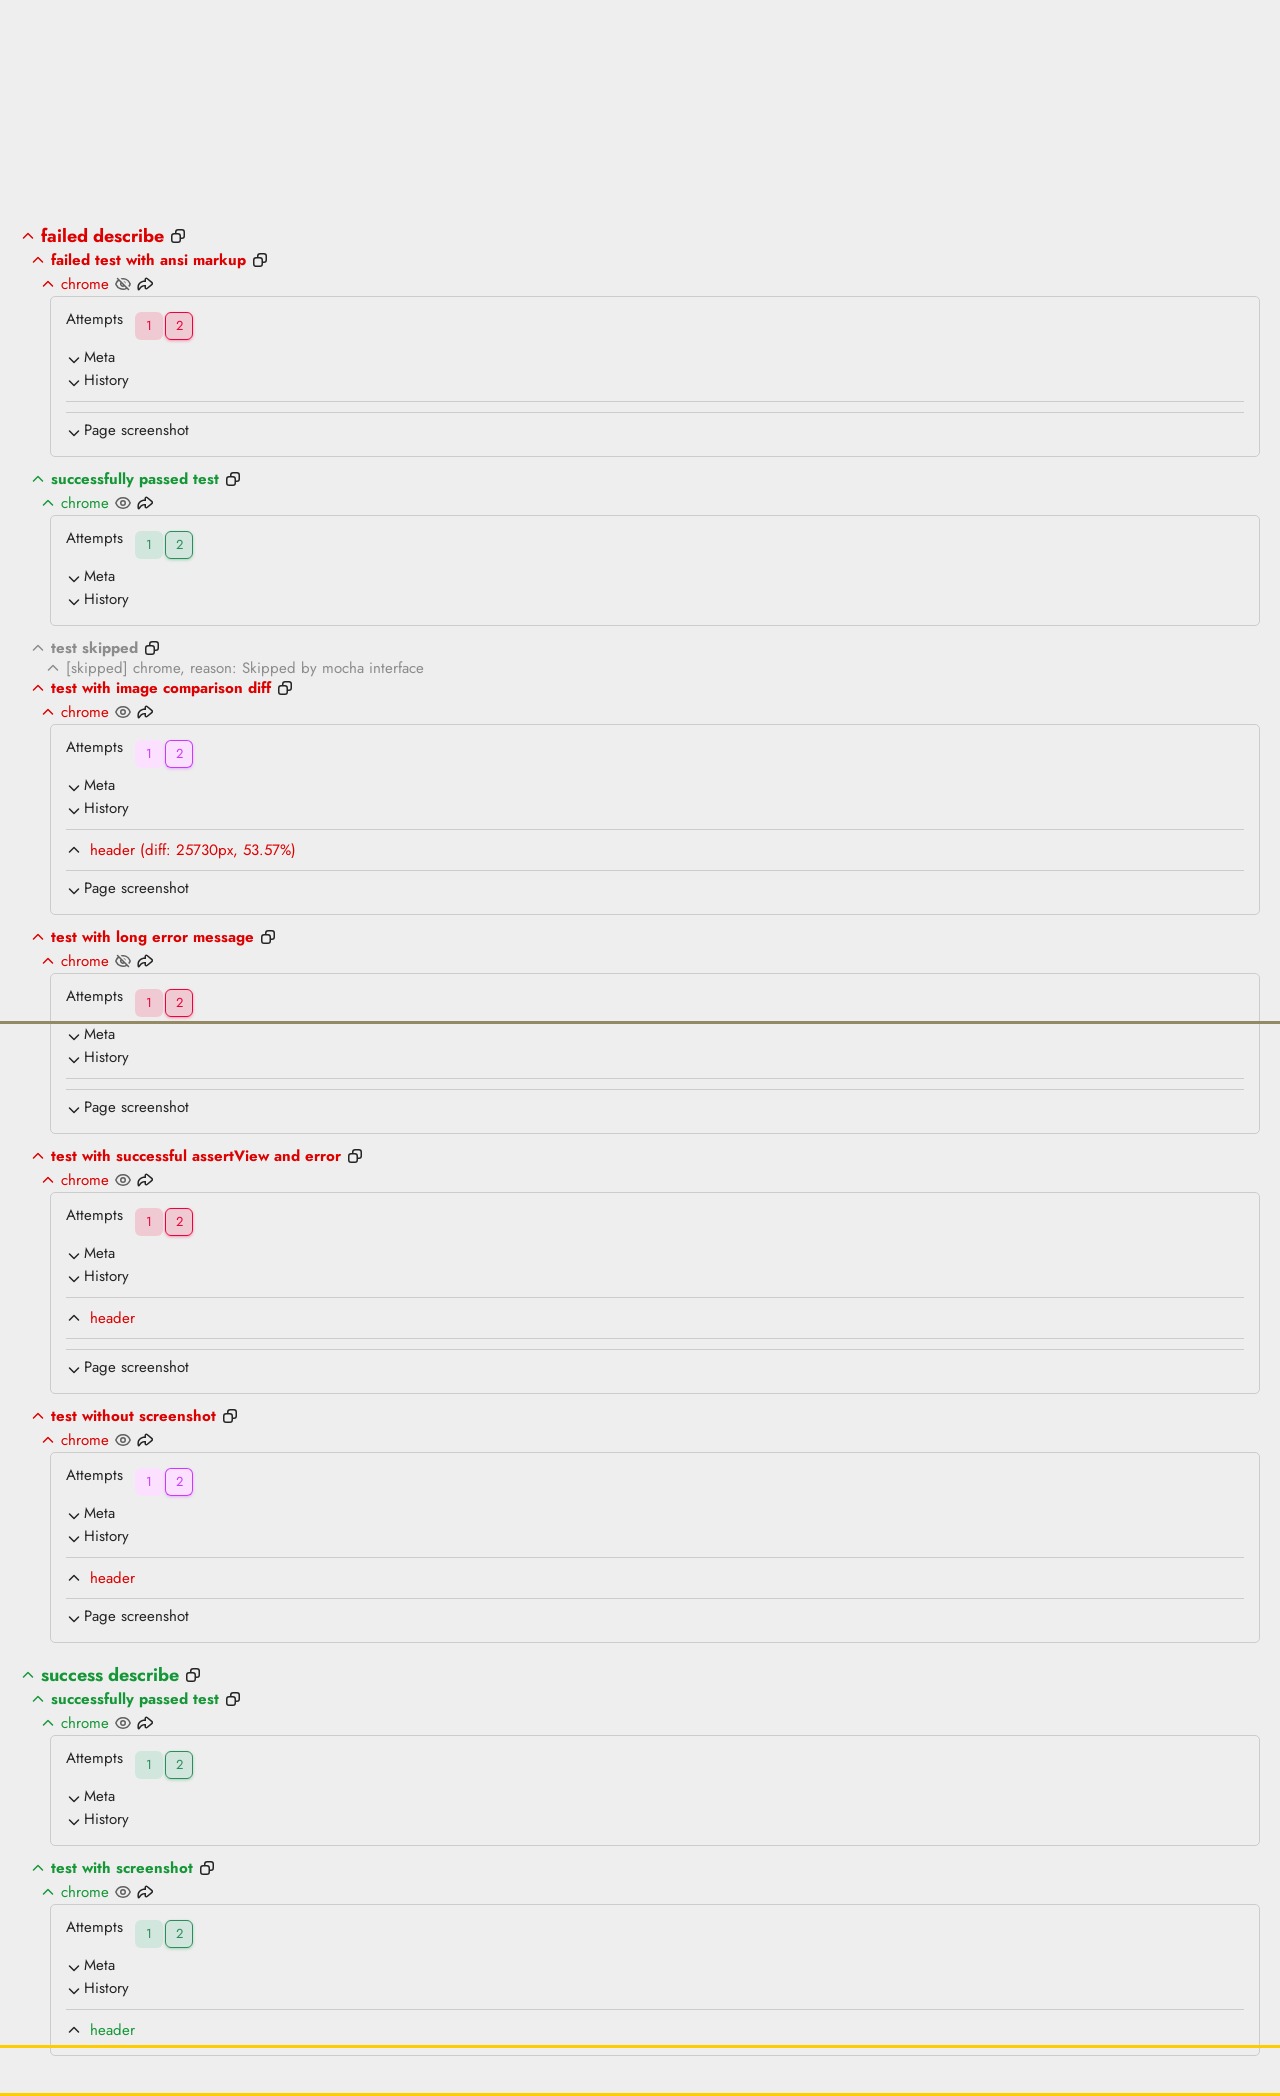 failed describe
failed test with ansi markup
chrome
Attempts 1 2
Meta
History
Page screenshot
successfully passed test
chrome
Attempts 1 2
Meta
History
test skipped
[skipped] chrome, reason: Skipped by mocha interface
test with image comparison diff
chrome
Attempts 1 2
Meta
History
header (diff: 25730px, 53.57%)
Page screenshot
test with long error message
chrome
Attempts 1 2
Meta
History
Page screenshot
test with successful assertView and error
chrome
Attempts 1 2
Meta
History
header
Page screenshot
test without screenshot
chrome
Attempts 1 2
Meta
History
header
Page screenshot
success describe
successfully passed test
chrome
Attempts 1 2
Meta
History
test with screenshot
chrome
Attempts 1 2
Meta
History
header